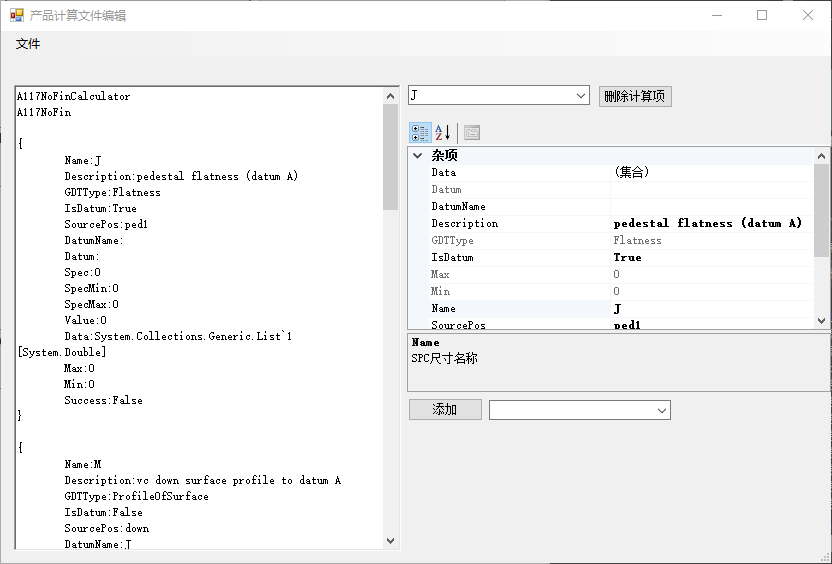 产品计算文件编辑
文件
A117NoFinCalculator
A117NoFin
{
Name:J
Description:pedestal flatness (datum A)
GDTType:Flatness
IsDatum:True
SourcePos:ped1
DatumName:
Datum:
Spec:0
SpecMin:0
SpecMax:0
Value:0
Data:System.Collections.Generic.List`1
[System.Double]
Max:0
Min:0
Success:False
}
{
Name:M
Description:vc down surface profile to datum A
GDTType:ProfileOfSurface
IsDatum:False
SourcePos:down
DatumName:J
J
删除计算项
杂项
Data (集合)
Datum
DatumName
Description pedestal flatness (datum A)
GDTType Flatness
IsDatum True
Max 0
Min 0
Name J
SourcePos ped1
Name
SPC尺寸名称
添加